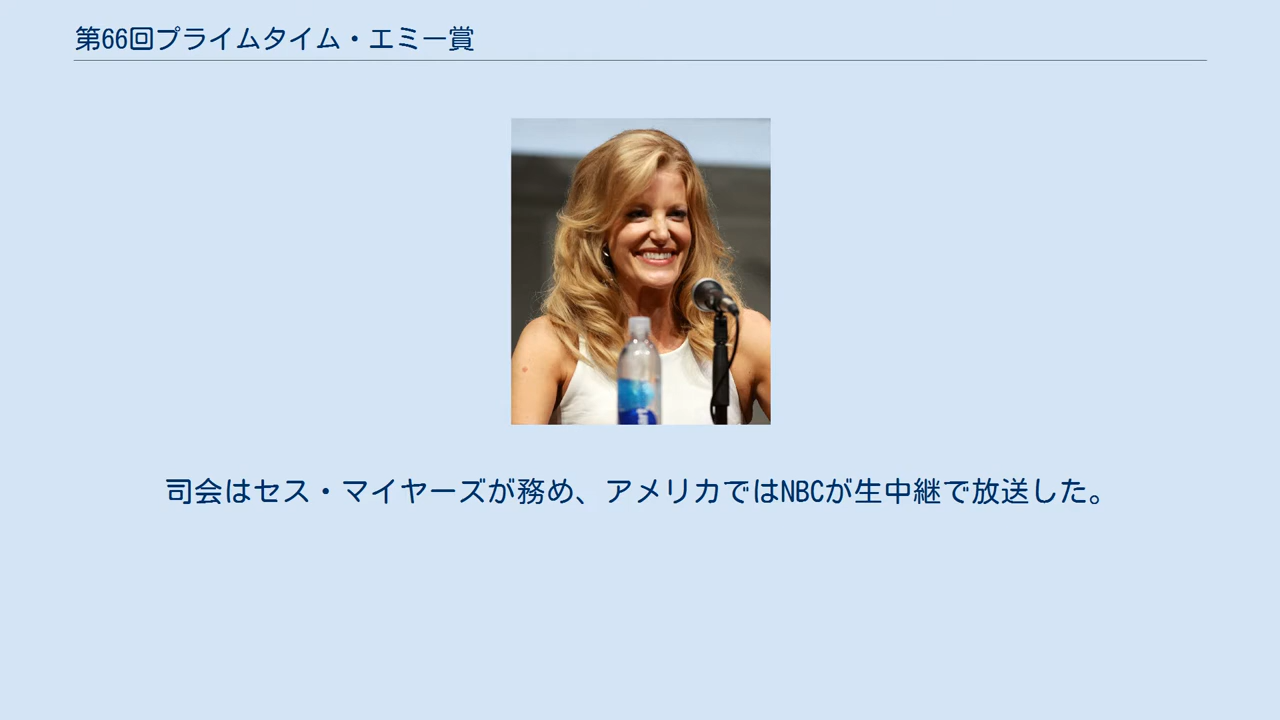 第66回プライムタイム・エミー賞
司会はセス・マイヤーズが務め、アメリカではNBCが生中継で放送した。